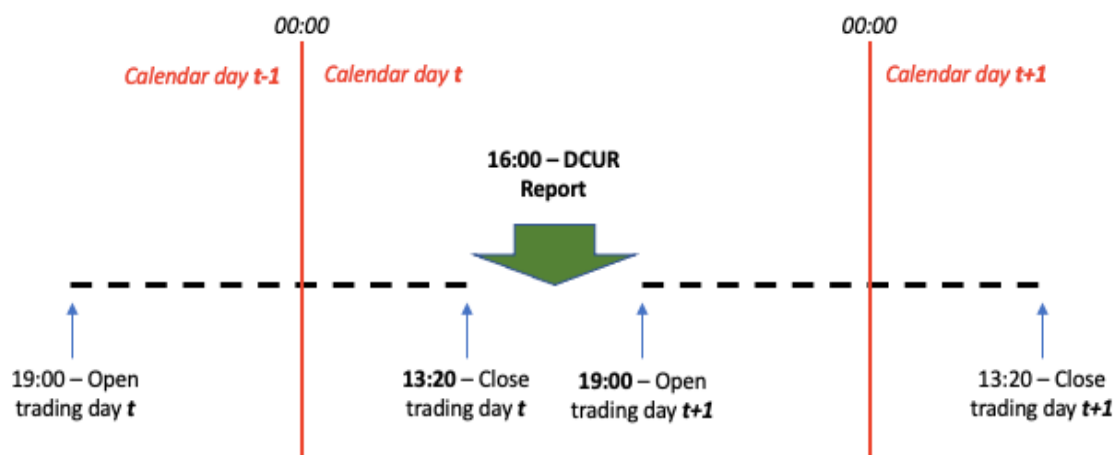 00:00
00:00
Calendar day t-1
Calendar day t
Calendar day t+1
16:00 – DCUR
Report
19:00 – Open
trading day t
13:20 – Close
trading day t
19:00 – Open
trading day t+1
13:20 – Close
trading day t+1